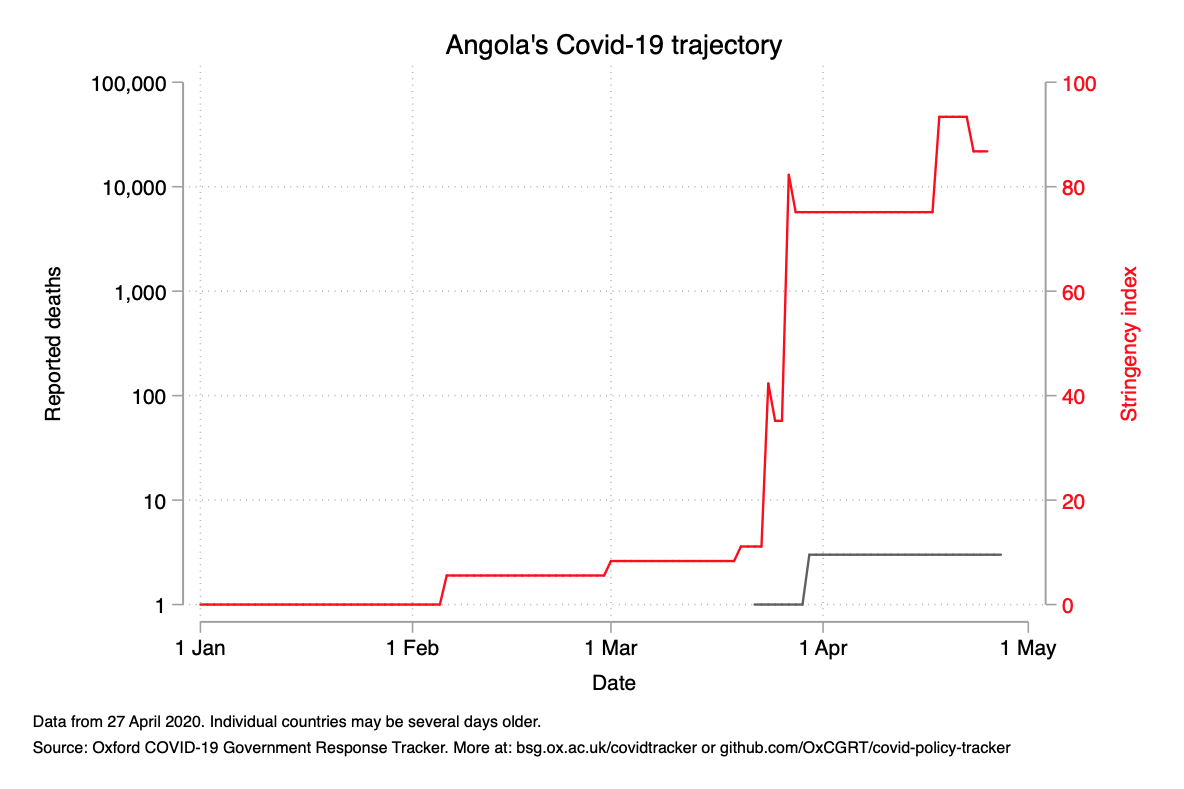 Angola's Covid-19 trajectory
100,000
10,000
1,000
100
10
1
Reported deaths
100
80
60
40
20
0
Stringency index
1 Jan
1 Feb
1 Mar
1 Apr
1 May
Date
Data from 27 April 2020. Individual countries may be several days older.
Source: Oxford COVID-19 Government Response Tracker. More at: bsg.ox.ac.uk/covidtracker or github.com/OxCGRT/covid-policy-tracker